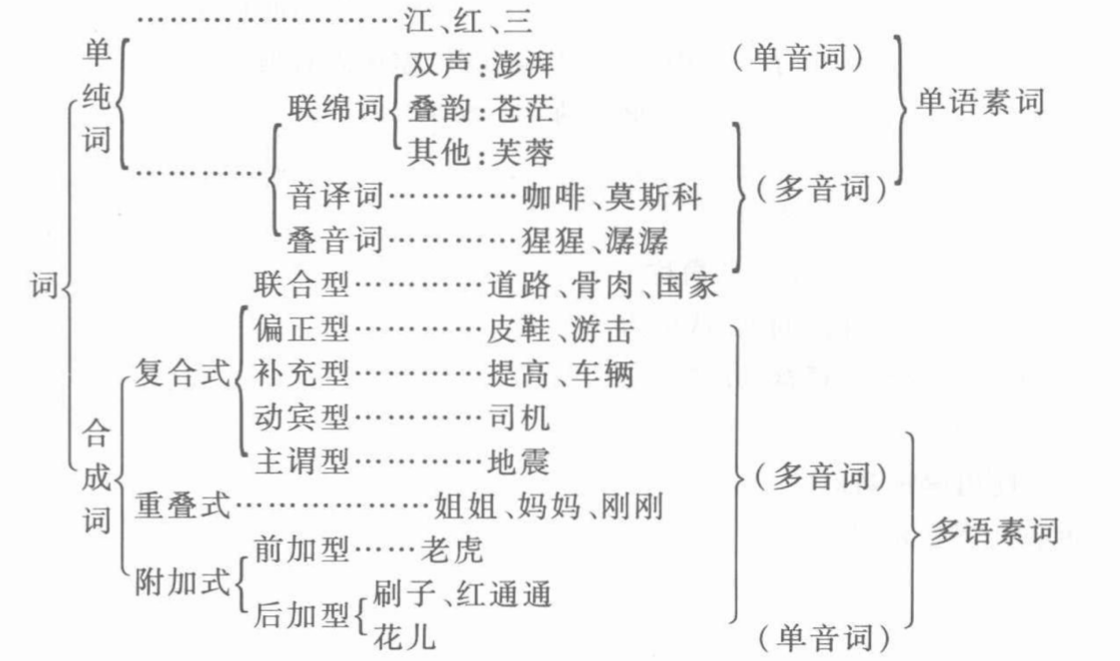 ……………………江、红、三
单纯词
双声：澎湃 (单音词)
联绵词 叠韵：苍茫 单语素词
其他：芙蓉
…………
音译词…………咖啡、莫斯科 (多音词)
叠音词…………猩猩、潺潺
词
联合型…………道路、骨肉、国家
偏正型…………皮鞋、游击
复合式 补充型…………提高、车辆
动宾型…………司机
合成词
主谓型…………地震 (多音词)
重叠式………………姐姐、妈妈、刚刚
多语素词
前加型……老虎
附加式
后加型 刷子、红通通
花儿 (单音词)